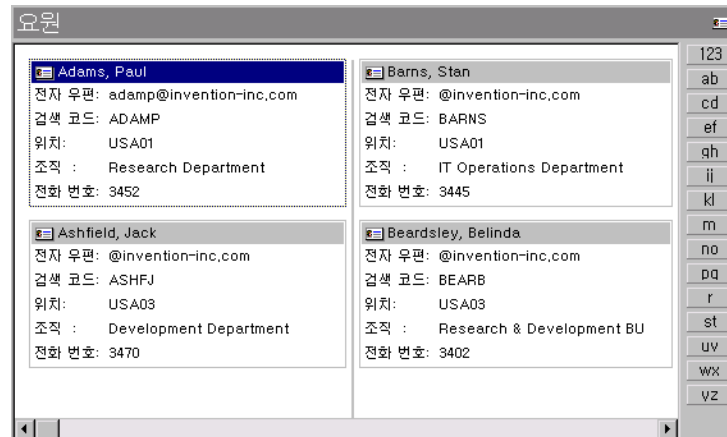 요원
Adams, Paul
전자 우편: adamp@invention-inc.com
검색 코드: ADAMP
위치: USA01
조직 : Research Department
전화 번호: 3452
Ashfield, Jack
전자 우편: @invention-inc.com
검색 코드: ASHFJ
위치: USA03
조직 : Development Department
전화 번호: 3470
Barns, Stan
전자 우편: @invention-inc.com
검색 코드: BARNS
위치: USA01
조직 : IT Operations Department
전화 번호: 3445
Beardsley, Belinda
전자 우편: @invention-inc.com
검색 코드: BEARB
위치: USA03
조직 : Research & Development BU
전화 번호: 3402
123
ab
cd
ef
gh
ij
kl
m
no
pq
r
st
uv
wx
yz